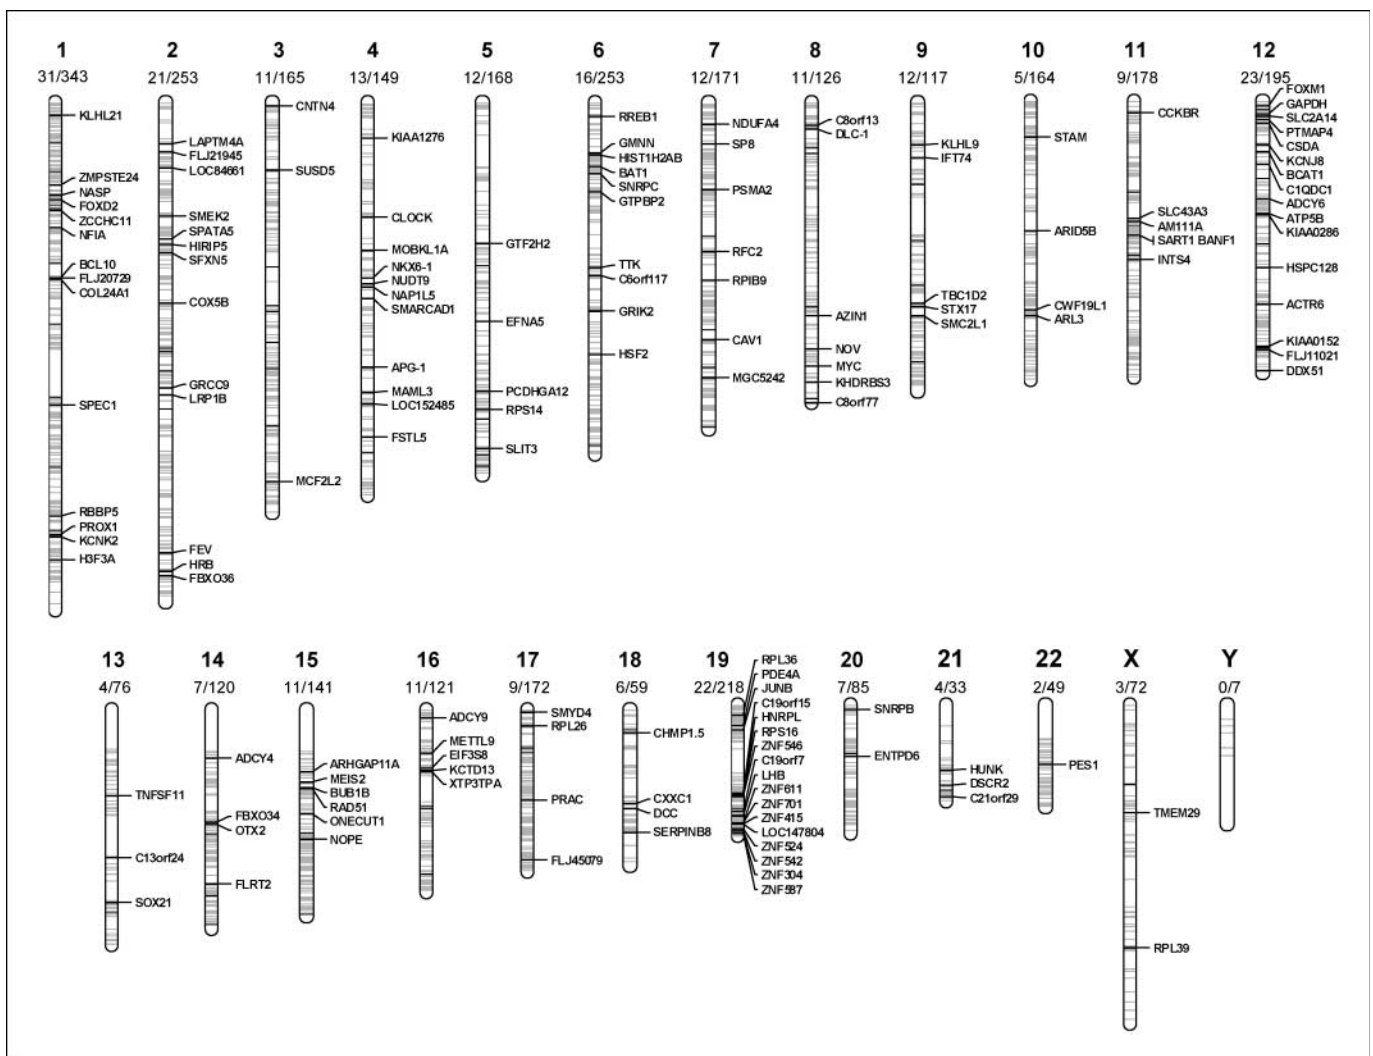 1 2 3 4 5 6 7 8 9 10 11 12
31/343 21/253 11/165 13/149 12/168 16/253 12/171 11/126 12/117 5/164 9/178 23/195
KLHL21
ZMPSTE24
NASP
FOXD2
ZCCHC11
NFIA
BCL10
FLJ20729
COL24A1
SPEC1
RBBP5
PROX1
KCNK2
H3F3A
LAPTM4A
FLJ21945
LOC84661
SMEK2
SPATA5
HIRIP5
SFXN5
COX5B
GRCC9
LRP1B
FEV
HRB
FBXO36
CNTN4
SUSD5
MCF2L2
KIAA1276
CLOCK
MOBKL1A
NKX6-1
NUDT9
NAP1L5
SMARCAD1
APG-1
MAML3
LOC152485
FSTL5
GTF2H2
EFNA5
PCDHGA12
RPS14
SLIT3
RREB1
GMNN
HIST1H2AB
BAT1
SNRPC
GTPBP2
TTK
C6orf117
GRIK2
HSF2
NDUFA4
SP8
PSMA2
RFC2
RPIB9
CAV1
MGC5242
C8orf13
DLC-1
AZIN1
NOV
MYC
KHDRBS3
C8orf77
KLHL9
IFT74
TBC1D2
STX17
SMC2L1
STAM
ARID5B
CWF19L1
ARL3
CCKBR
SLC43A3
AM111A
SART1 BANF1
INTS4
FOXM1
GAPDH
SLC2A14
PTMAP4
CSDA
KCNJ8
BCAT1
C1QDC1
ADCY6
ATP5B
KIAA0286
HSPC128
ACTR6
KIAA0152
FLJ11021
DDX51
13 14 15 16 17 18 19 20 21 22 X Y
4/76 7/120 11/141 11/121 9/172 6/59 22/218 7/85 4/33 2/49 3/72 0/7
TNFSF11
C13orf24
SOX21
ADCY4
FBXO34
OTX2
FLRT2
ARHGAP11A
MEIS2
BUB1B
RAD51
ONECUT1
NOPE
ADCY9
METTL9
EIF3S8
KCTD13
XTP3TPA
SMYD4
RPL26
PRAC
FLJ45079
CHMP1.5
CXXC1
DCC
SERPINB8
RPL36
PDE4A
JUNB
C19orf15
HNRPL
RPS16
ZNF546
C19orf7
LHB
ZNF611
ZNF701
ZNF415
LOC147804
ZNF524
ZNF542
ZNF304
ZNF587
SNRPB
ENTPD6
HUNK
DSCR2
C21orf29
PES1
TMEM29
RPL39